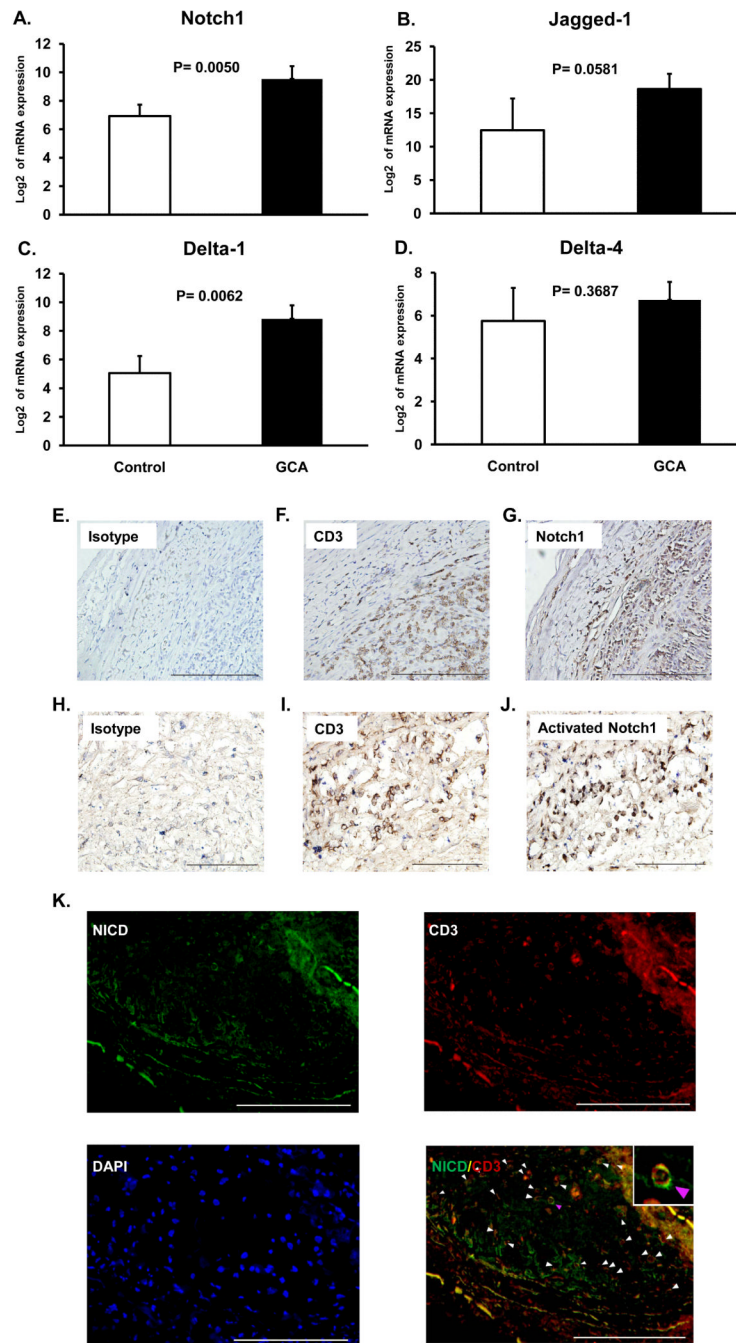 A.
Notch1
Log2 of mRNA expression
12
10
8
6
4
2
0
P= 0.0050
B.
Jagged-1
Log2 of mRNA expression
25
20
15
10
5
0
P= 0.0581
C.
Delta-1
Log2 of mRNA expression
10
8
6
4
2
0
P= 0.0062
Control
GCA
D.
Delta-4
Log2 of mRNA expression
8
6
4
2
0
P= 0.3687
Control
GCA
E.
Isotype
F.
CD3
G.
Notch1
H.
Isotype
I.
CD3
J.
Activated Notch1
K.
NICD
CD3
DAPI
NICD/CD3